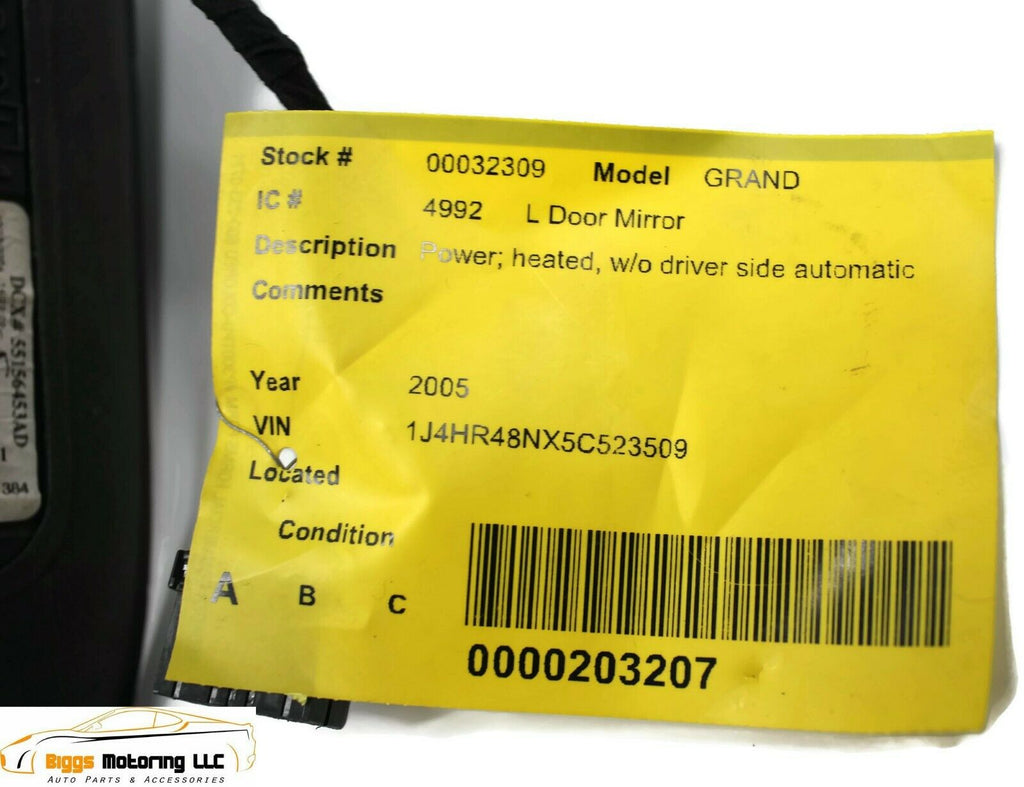 Stock # 00032309 Model GRAND
IC # 4992 L Door Mirror
Description Power; heated, w/o driver side automatic
Comments
Year 2005
VIN 1J4HR48NX5C523509
Located
Condition
A B C
0000203207
DCX# 55156453AD
1
384
Biggs Motoring LLC
Auto Parts & Accessories